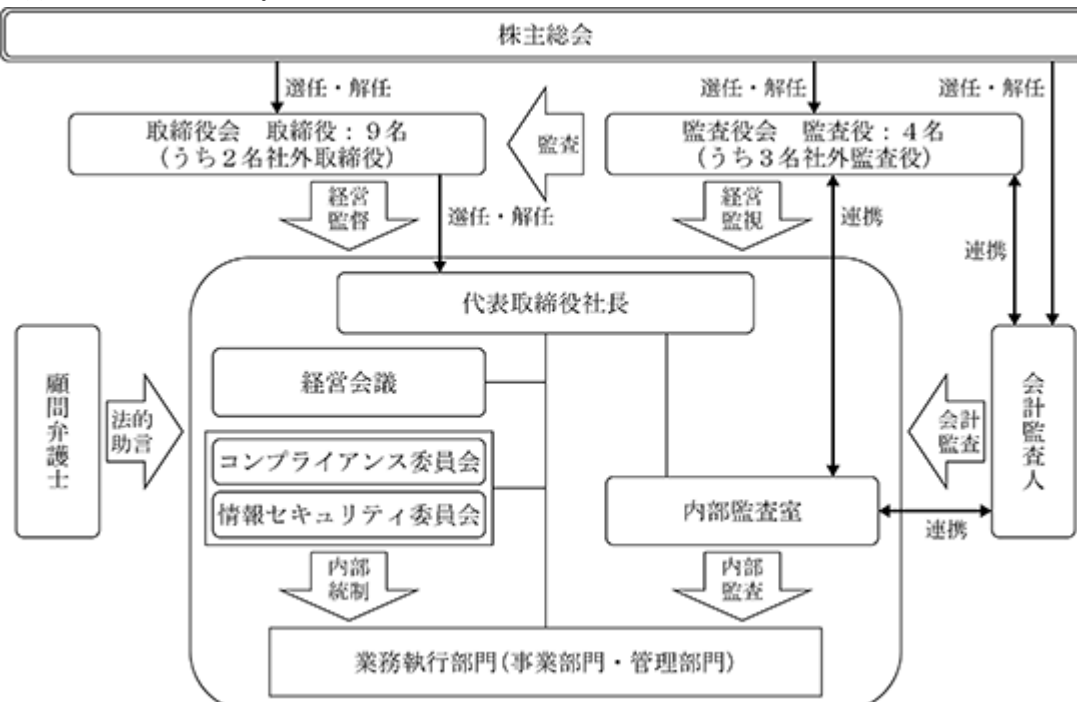 株主総会
選任・解任
選任・解任
選任・解任
取締役会 取締役：9名
(うち2名社外取締役)
監査
監査役会 監査役：4名
(うち3名社外監査役)
経営
監督
選任・解任
経営
監視
連携
連携
代表取締役社長
顧問弁護士
法的
助言
経営会議
コンプライアンス委員会
情報セキュリティ委員会
内部監査室
会計
監査
会計監査人
連携
内部
統制
内部
監査
業務執行部門(事業部門・管理部門)